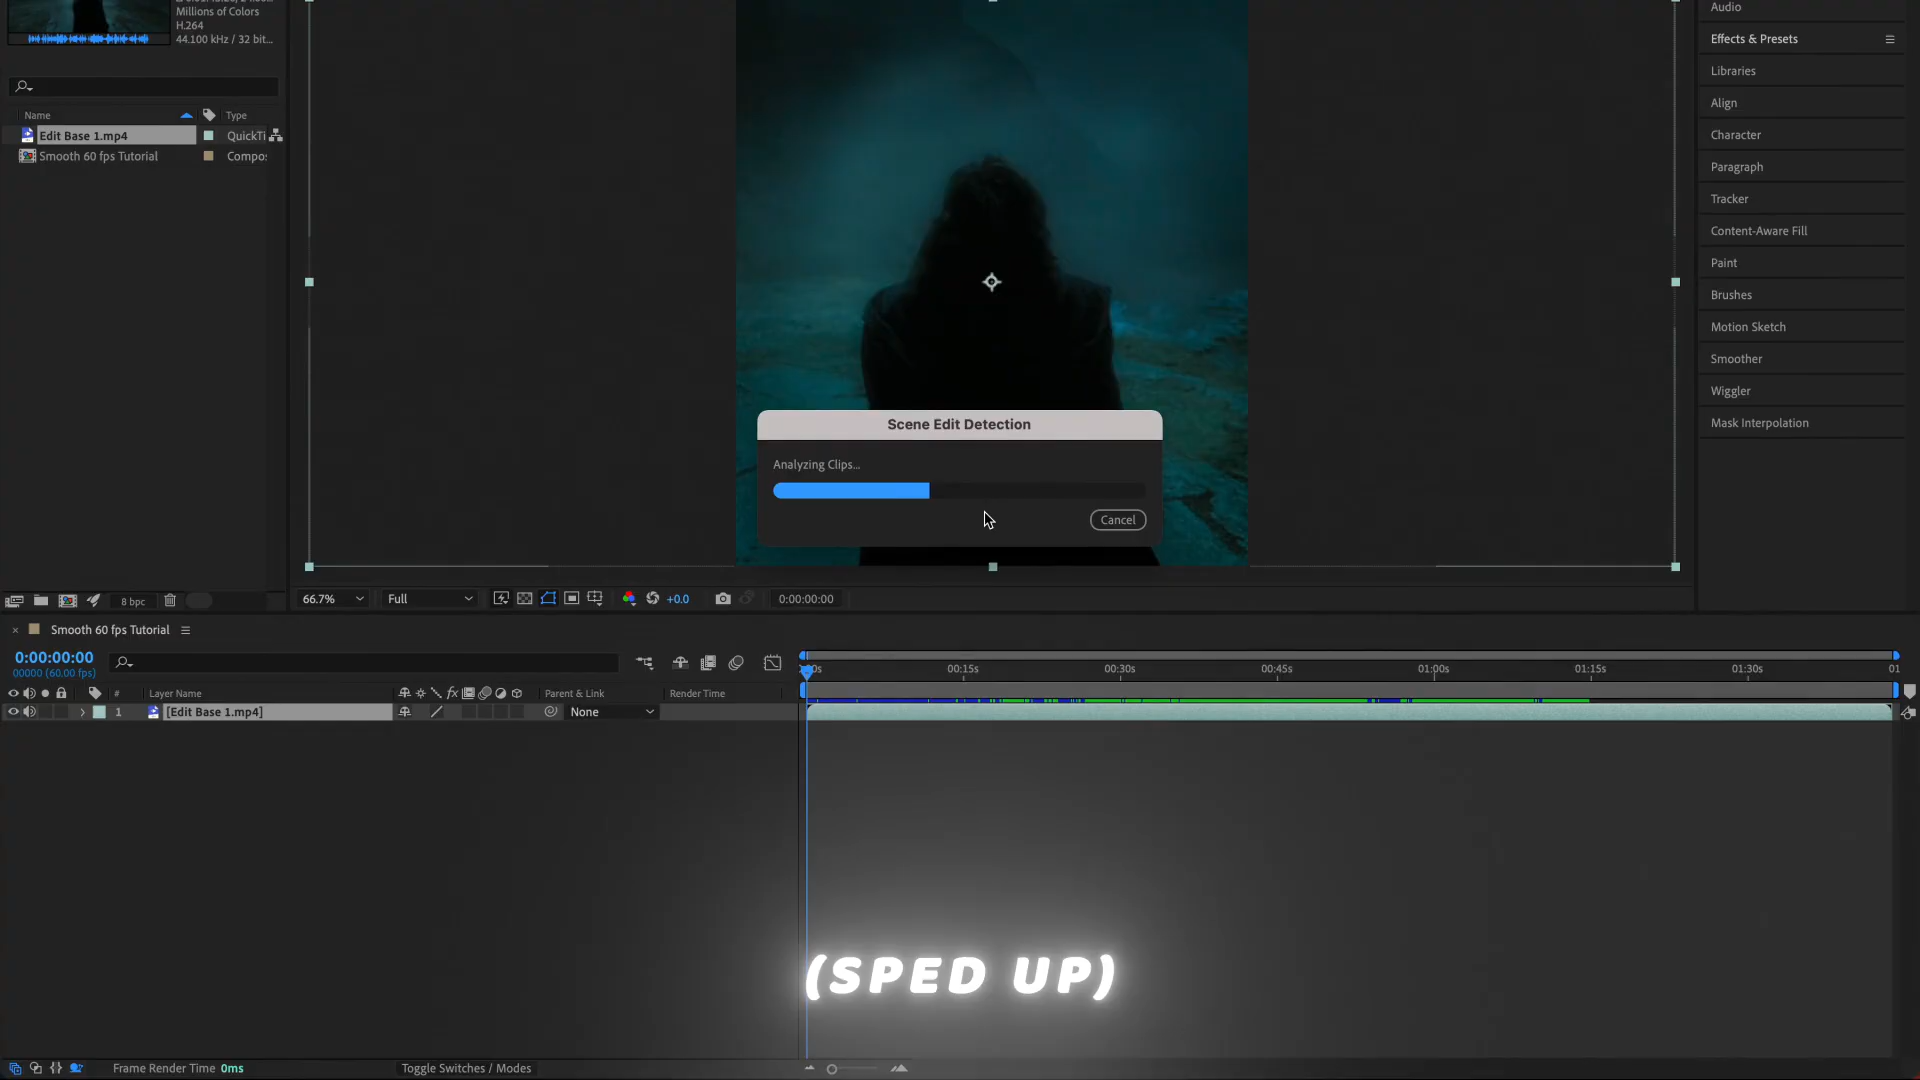 Millions of Colors
H.264
44.100 kHz / 32 bit...
Name
Type
Edit Base 1.mp4
QuickTi
Smooth 60 fps Tutorial
Compos
8 bpc
Scene Edit Detection
Analyzing Clips...
Cancel
66.7%
Full
+0.0
0:00:00:00
Audio
Effects & Presets
Libraries
Align
Character
Paragraph
Tracker
Content-Aware Fill
Paint
Brushes
Motion Sketch
Smoother
Wiggler
Mask Interpolation
Smooth 60 fps Tutorial
0:00:00:00
00000 (60.00 fps)
00:15s
00:30s
00:45s
01:00s
01:15s
01:30s
01
#
Layer Name
fx
Parent & Link
Render Time
1
[Edit Base 1.mp4]
None
(SPED UP)
Frame Render Time 0ms
Toggle Switches / Modes